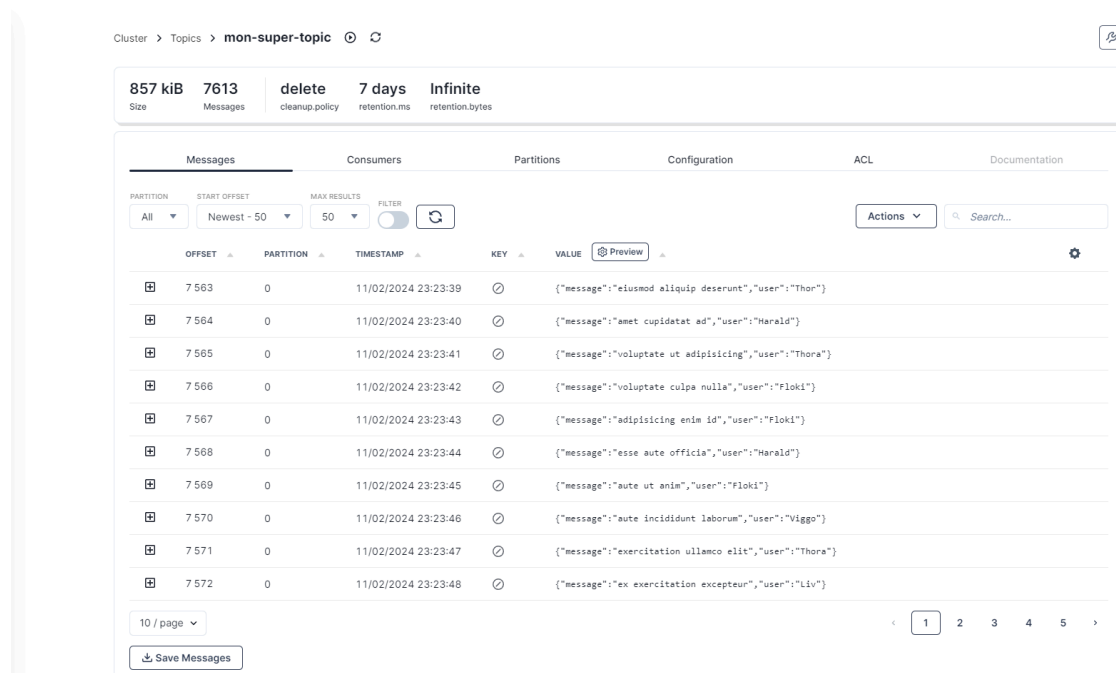 Cluster > Topics > mon-super-topic
857 kiB 7613 delete 7 days Infinite
Size Messages cleanup.policy retention.ms retention.bytes
Messages Consumers Partitions Configuration ACL Documentation
PARTITION START OFFSET MAX RESULTS FILTER
All Newest - 50 50 Actions Search...
OFFSET PARTITION TIMESTAMP KEY VALUE Preview
7 563 0 11/02/2024 23:23:39 {"message":"eiusmod aliquip deserunt","user":"Thor"}
7 564 0 11/02/2024 23:23:40 {"message":"amet cupidatat ad","user":"Harald"}
7 565 0 11/02/2024 23:23:41 {"message":"voluptate ut adipisicing","user":"Thora"}
7 566 0 11/02/2024 23:23:42 {"message":"voluptate culpa nulla","user":"Floki"}
7 567 0 11/02/2024 23:23:43 {"message":"adipisicing enim id","user":"Floki"}
7 568 0 11/02/2024 23:23:44 {"message":"esse aute officia","user":"Harald"}
7 569 0 11/02/2024 23:23:45 {"message":"aute ut anim","user":"Floki"}
7 570 0 11/02/2024 23:23:46 {"message":"aute incididunt laborum","user":"Viggo"}
7 571 0 11/02/2024 23:23:47 {"message":"exercitation ullamco elit","user":"Thora"}
7 572 0 11/02/2024 23:23:48 {"message":"ex exercitation excepteur","user":"Liv"}
10 / page < 1 2 3 4 5 >
Save Messages